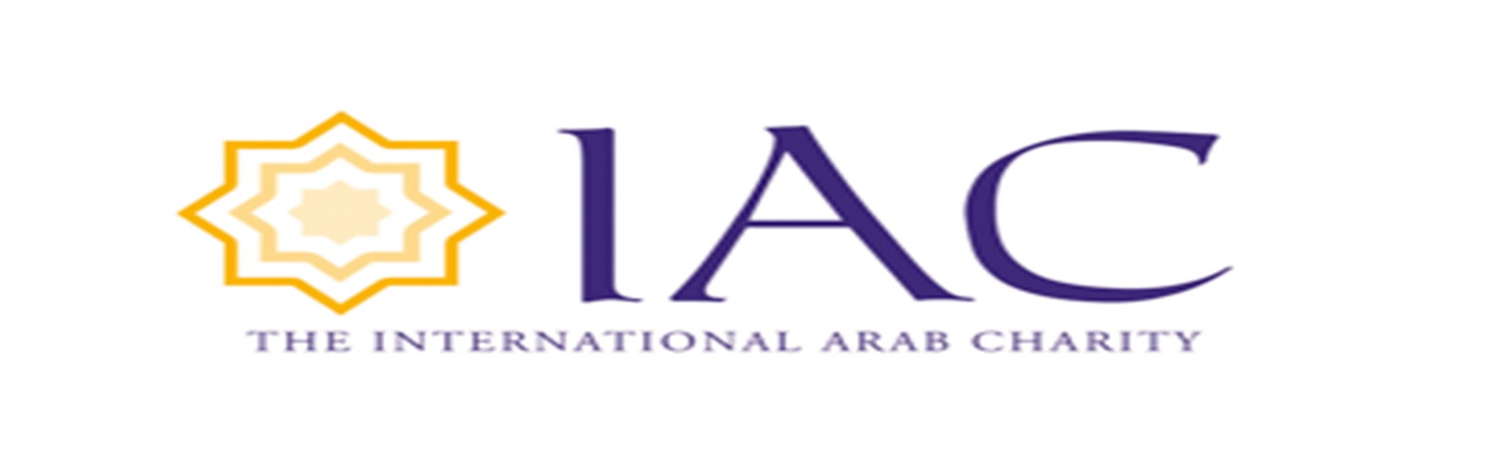 IAC
THE INTERNATIONAL ARAB CHARITY